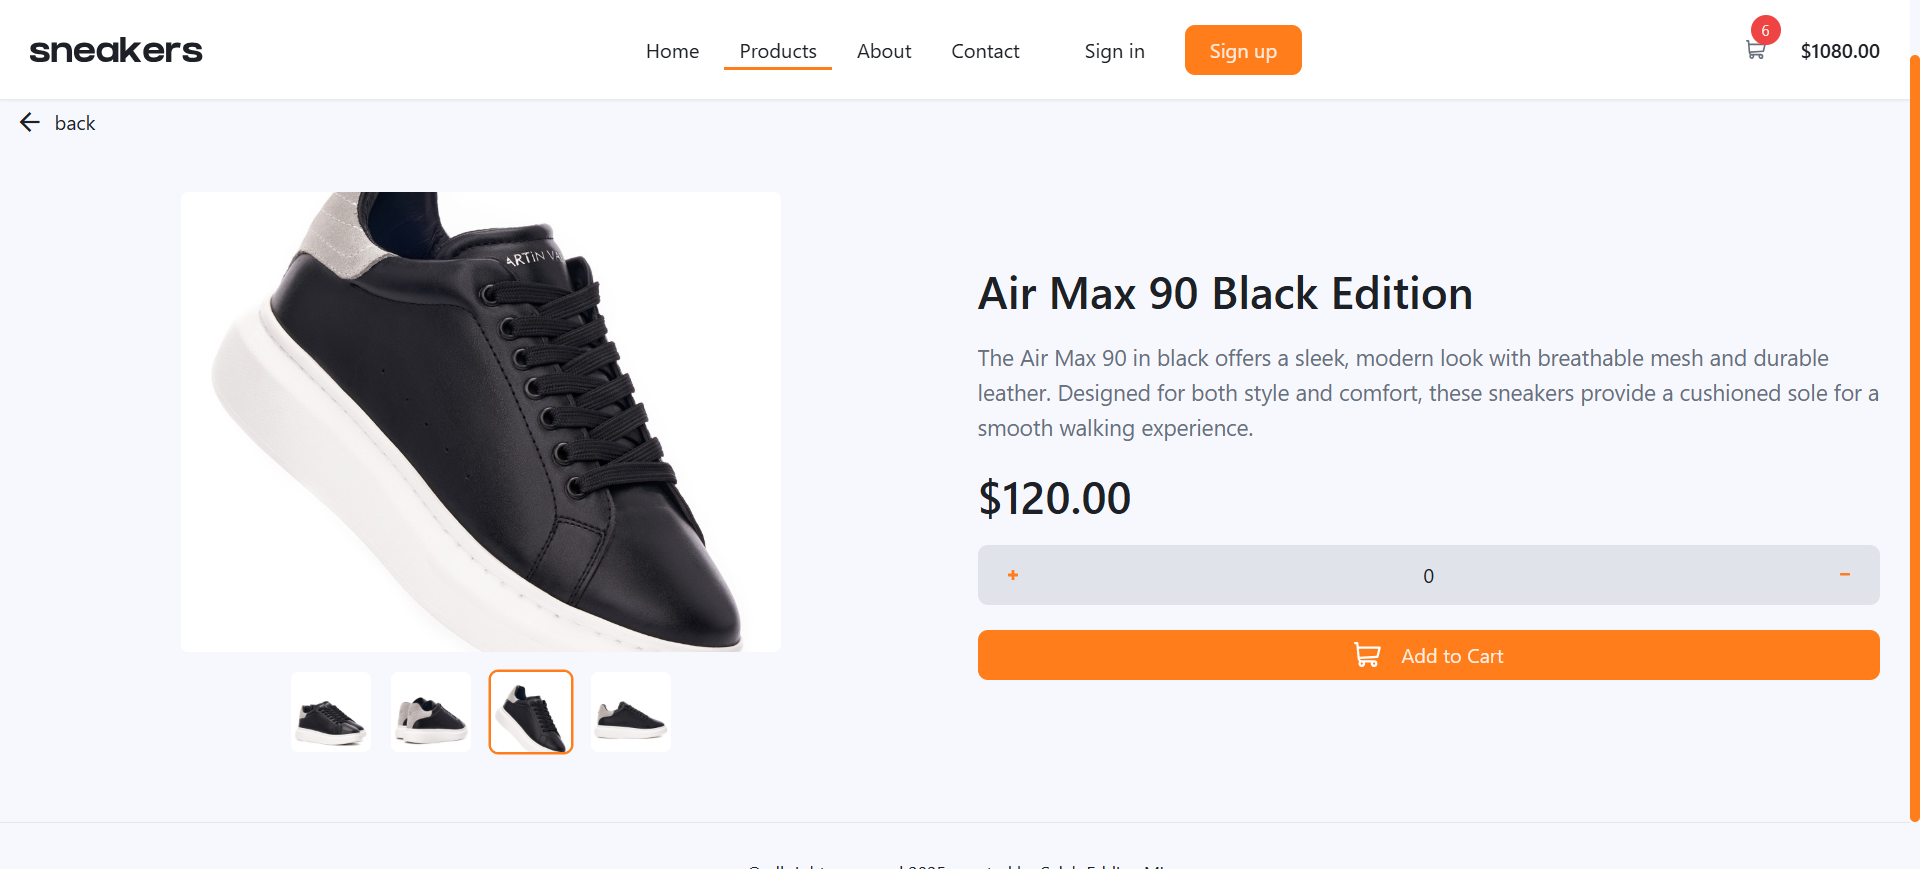 sneakers
Home
Products
About
Contact
Sign in
Sign up
6
$1080.00
back
ARTIN VA
Air Max 90 Black Edition
The Air Max 90 in black offers a sleek, modern look with breathable mesh and durable
leather. Designed for both style and comfort, these sneakers provide a cushioned sole for a
smooth walking experience.
$120.00
+
0
−
Add to Cart